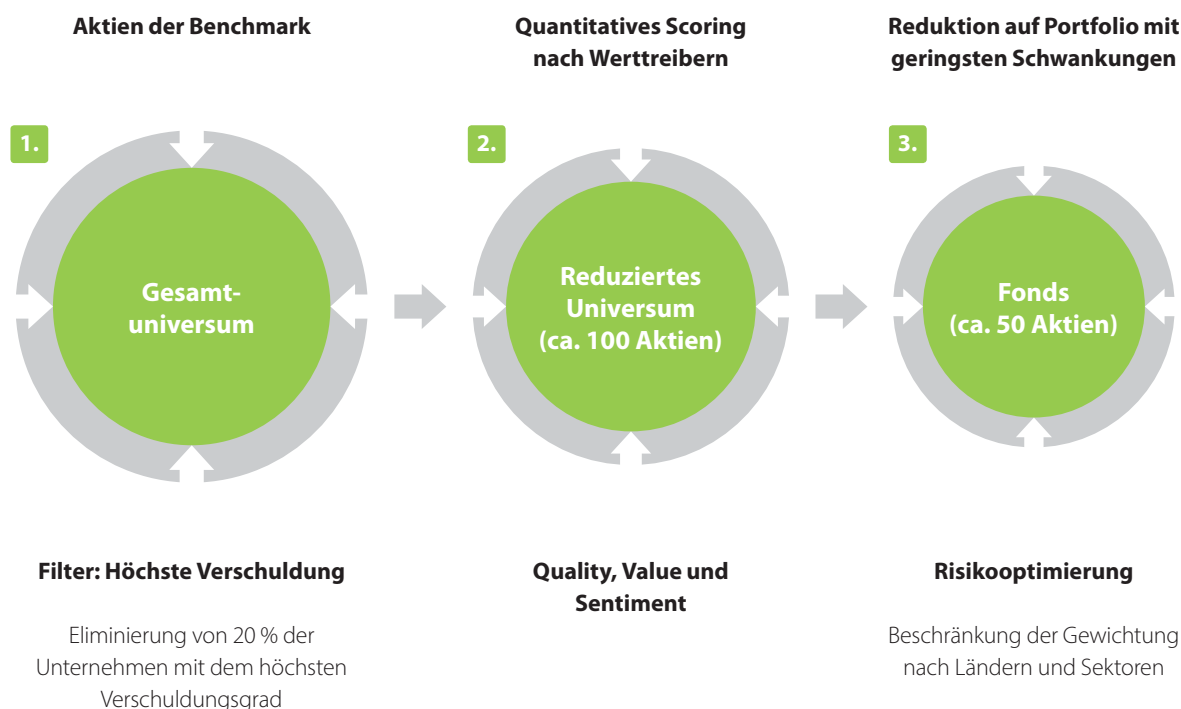 Aktien der Benchmark
Quantitatives Scoring
nach Werttreibern
Reduktion auf Portfolio mit
geringsten Schwankungen
1.
2.
3.
Gesamt-
universum
Reduziertes
Universum
(ca. 100 Aktien)
Fonds
(ca. 50 Aktien)
Filter: Höchste Verschuldung
Eliminierung von 20 % der
Unternehmen mit dem höchsten
Verschuldungsgrad
Quality, Value und
Sentiment
Risikooptimierung
Beschränkung der Gewichtung
nach Ländern und Sektoren